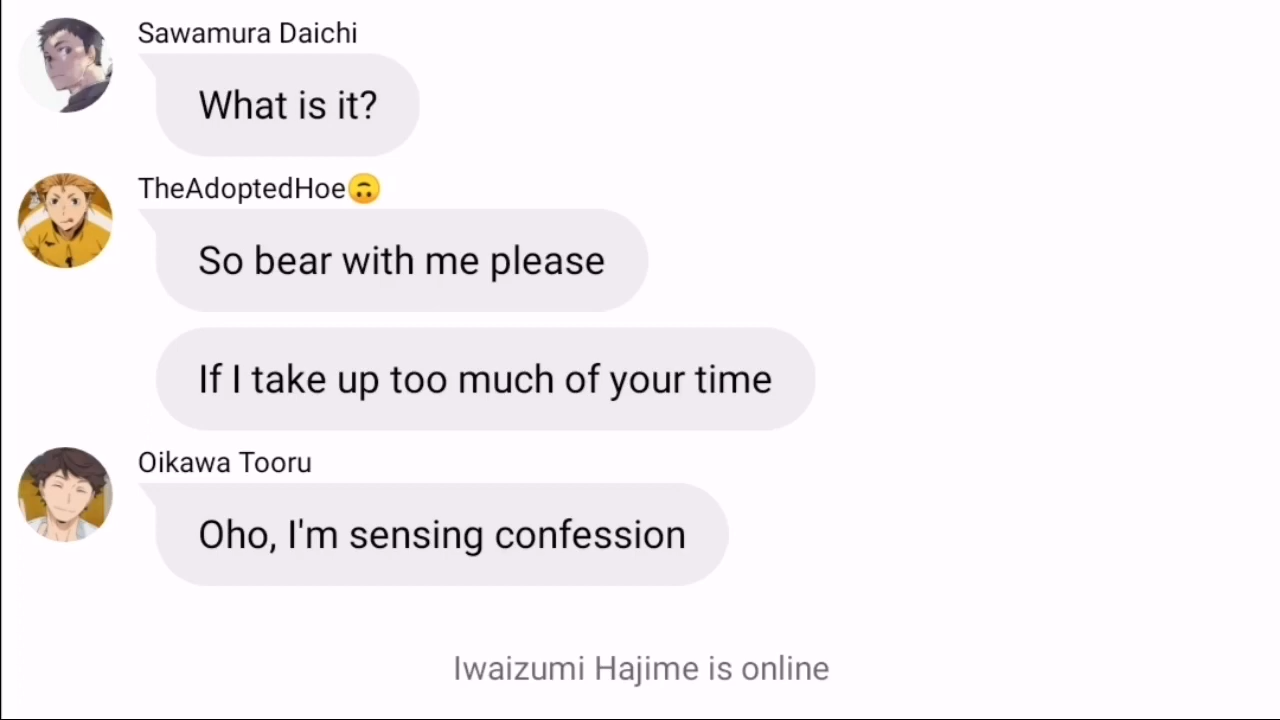 Sawamura Daichi
What is it?
TheAdoptedHoe🙃
So bear with me please
If I take up too much of your time
Oikawa Tooru
Oho, I'm sensing confession
Iwaizumi Hajime is online